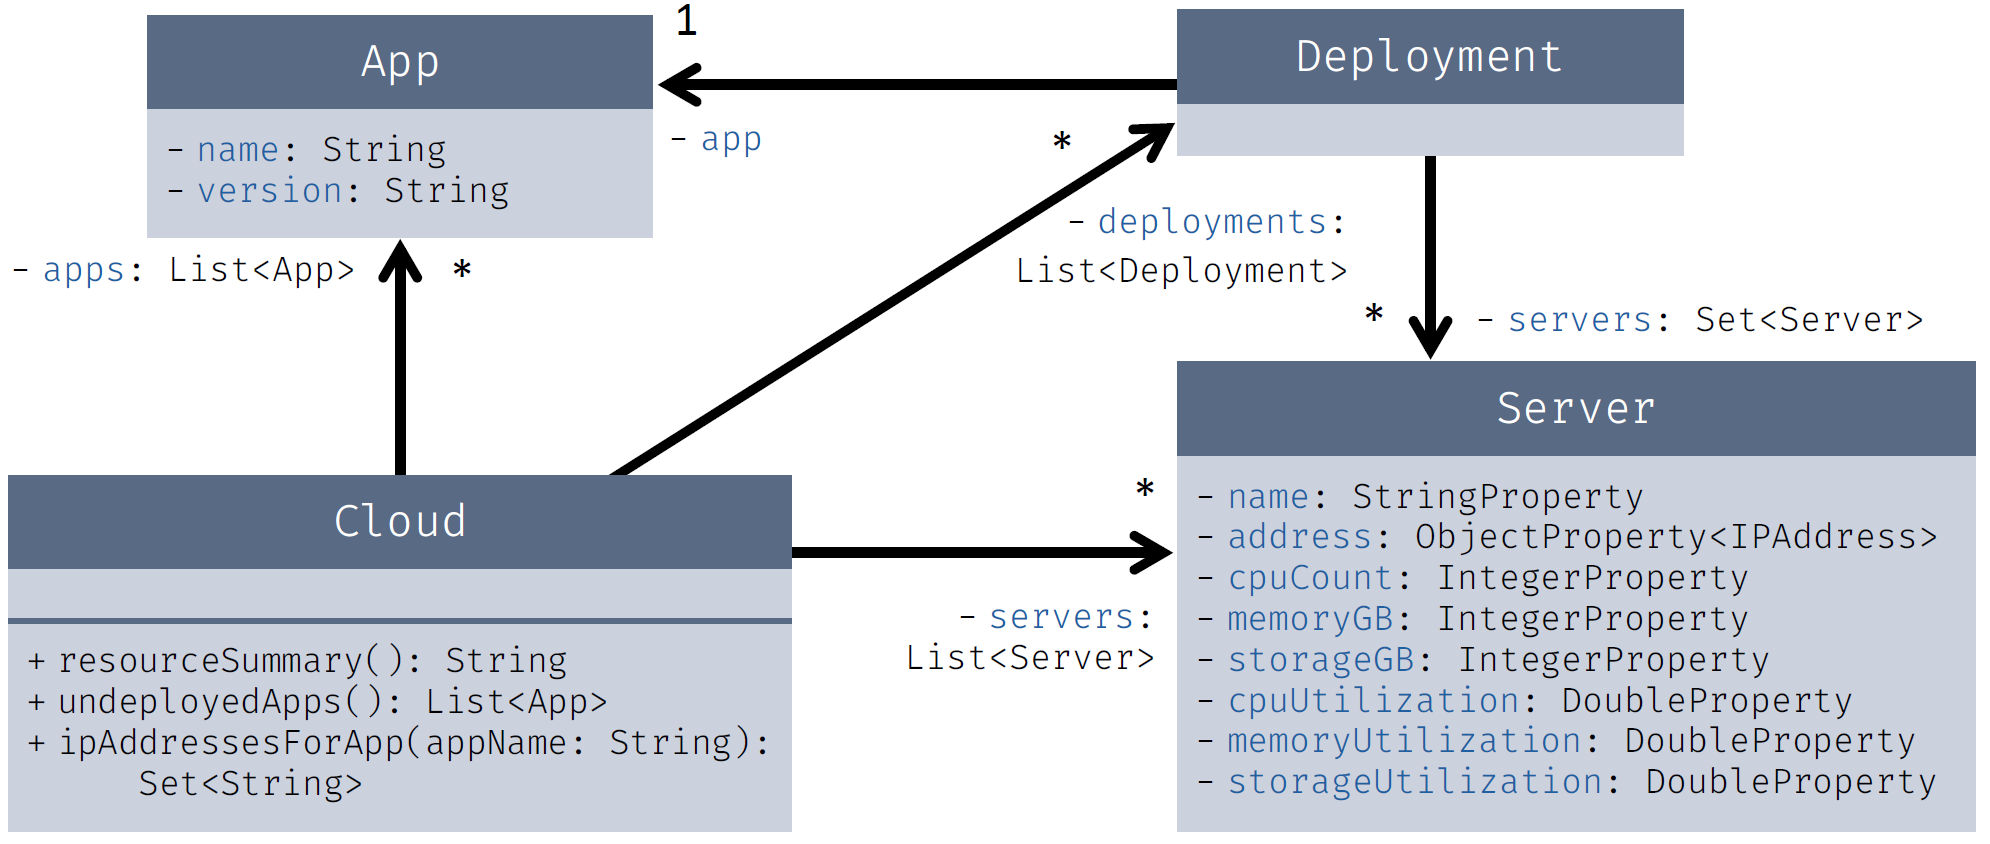 App
- name: String
- version: String
1
- app
Deployment
*
- deployments:
List<Deployment>
- apps: List<App>
*
*
- servers: Set<Server>
Cloud
+ resourceSummary(): String
+ undeployedApps(): List<App>
+ ipAddressesForApp(appName: String):
Set<String>
*
- servers:
List<Server>
Server
- name: StringProperty
- address: ObjectProperty<IPAddress>
- cpuCount: IntegerProperty
- memoryGB: IntegerProperty
- storageGB: IntegerProperty
- cpuUtilization: DoubleProperty
- memoryUtilization: DoubleProperty
- storageUtilization: DoubleProperty